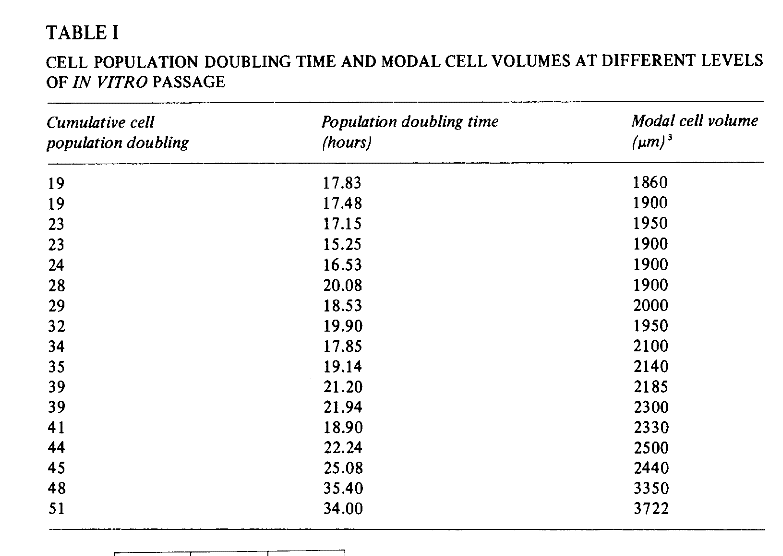 TABLE I
CELL POPULATION DOUBLING TIME AND MODAL CELL VOLUMES AT DIFFERENT LEVELS
OF IN VITRO PASSAGE
Cumulative cell Population doubling time Modal cell volume
population doubling (hours) (μm)³
19 17.83 1860
19 17.48 1900
23 17.15 1950
23 15.25 1900
24 16.53 1900
28 20.08 1900
29 18.53 2000
32 19.90 1950
34 17.85 2100
35 19.14 2140
39 21.20 2185
39 21.94 2300
41 18.90 2330
44 22.24 2500
45 25.08 2440
48 35.40 3350
51 34.00 3722